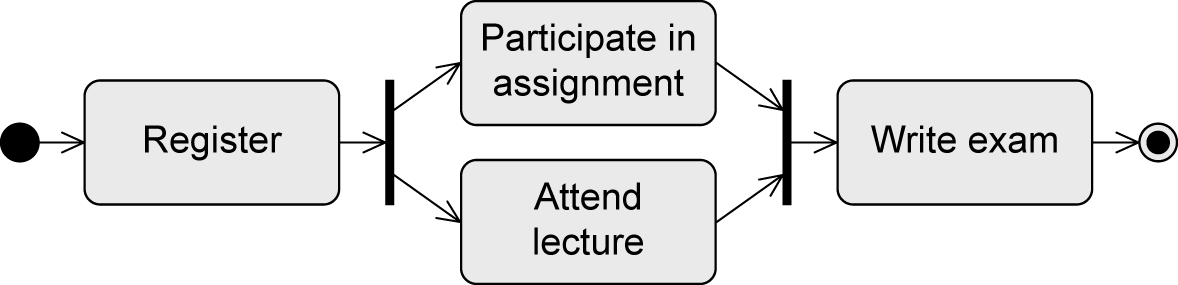 Register
Participate in
assignment
Attend
lecture
Write exam